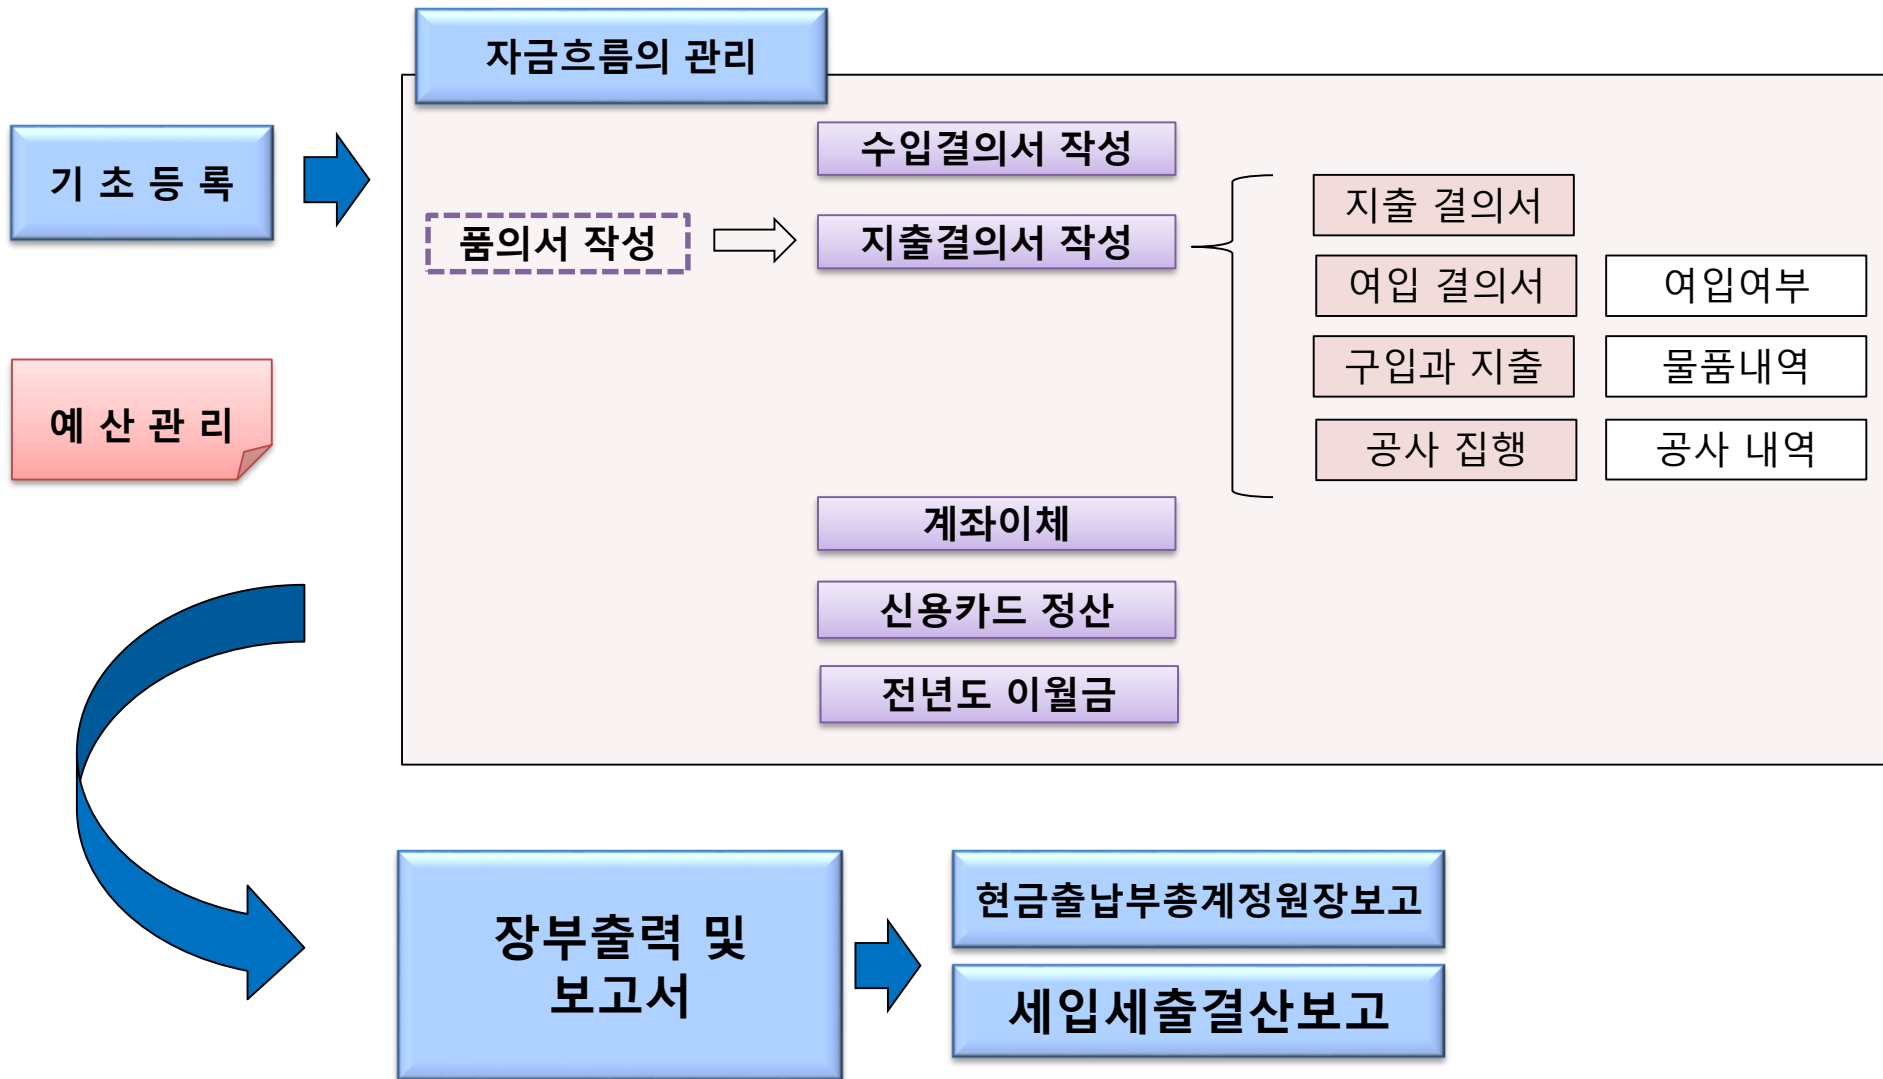 자금흐름의 관리
기 초 등 록
수입결의서 작성
품의서 작성
지출결의서 작성
지출 결의서
여입 결의서
여입여부
구입과 지출
물품내역
공사 집행
공사 내역
예 산 관 리
계좌이체
신용카드 정산
전년도 이월금
장부출력 및
보고서
현금출납부총계정원장보고
세입세출결산보고